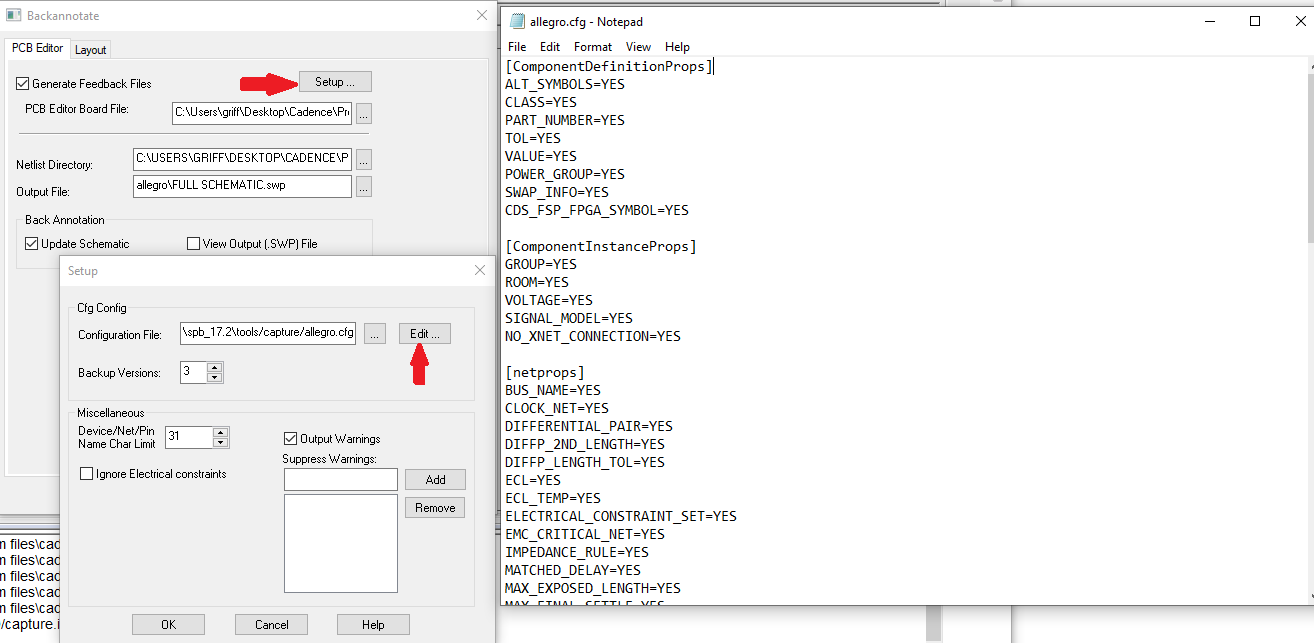 Backannotate
PCB Editor
Layout
Generate Feedback Files
Setup ...
PCB Editor Board File:
C:\Users\griff\Desktop\Cadence\Pr
...
Netlist Directory:
C:\USERS\GRIFF\DESKTOP\CADENCE\P
...
Output File:
allegro\FULL SCHEMATIC.swp
...
Back Annotation
Update Schematic
View Output (.SWP) File
Setup
Cfg Config
Configuration File:
\spb_17.2\tools/capture/allegro.cfg
...
Edit ...
Backup Versions:
3
Miscellaneous
Device/Net/Pin
Name Char Limit
31
Output Warnings
Suppress Warnings:
Ignore Electrical constraints
Add
Remove
OK
Cancel
Help
n files\cad
n files\cad
n files\cad
n files\cad
n files\cad
/capture.i
allegro.cfg - Notepad
File Edit Format View Help
[ComponentDefinitionProps]
ALT_SYMBOLS=YES
CLASS=YES
PART_NUMBER=YES
TOL=YES
VALUE=YES
POWER_GROUP=YES
SWAP_INFO=YES
CDS_FSP_FPGA_SYMBOL=YES
[ComponentInstanceProps]
GROUP=YES
ROOM=YES
VOLTAGE=YES
SIGNAL_MODEL=YES
NO_XNET_CONNECTION=YES
[netprops]
BUS_NAME=YES
CLOCK_NET=YES
DIFFERENTIAL_PAIR=YES
DIFFP_2ND_LENGTH=YES
DIFFP_LENGTH_TOL=YES
ECL=YES
ECL_TEMP=YES
ELECTRICAL_CONSTRAINT_SET=YES
EMC_CRITICAL_NET=YES
IMPEDANCE_RULE=YES
MATCHED_DELAY=YES
MAX_EXPOSED_LENGTH=YES
MAX_FINAL_SETTLE=YES